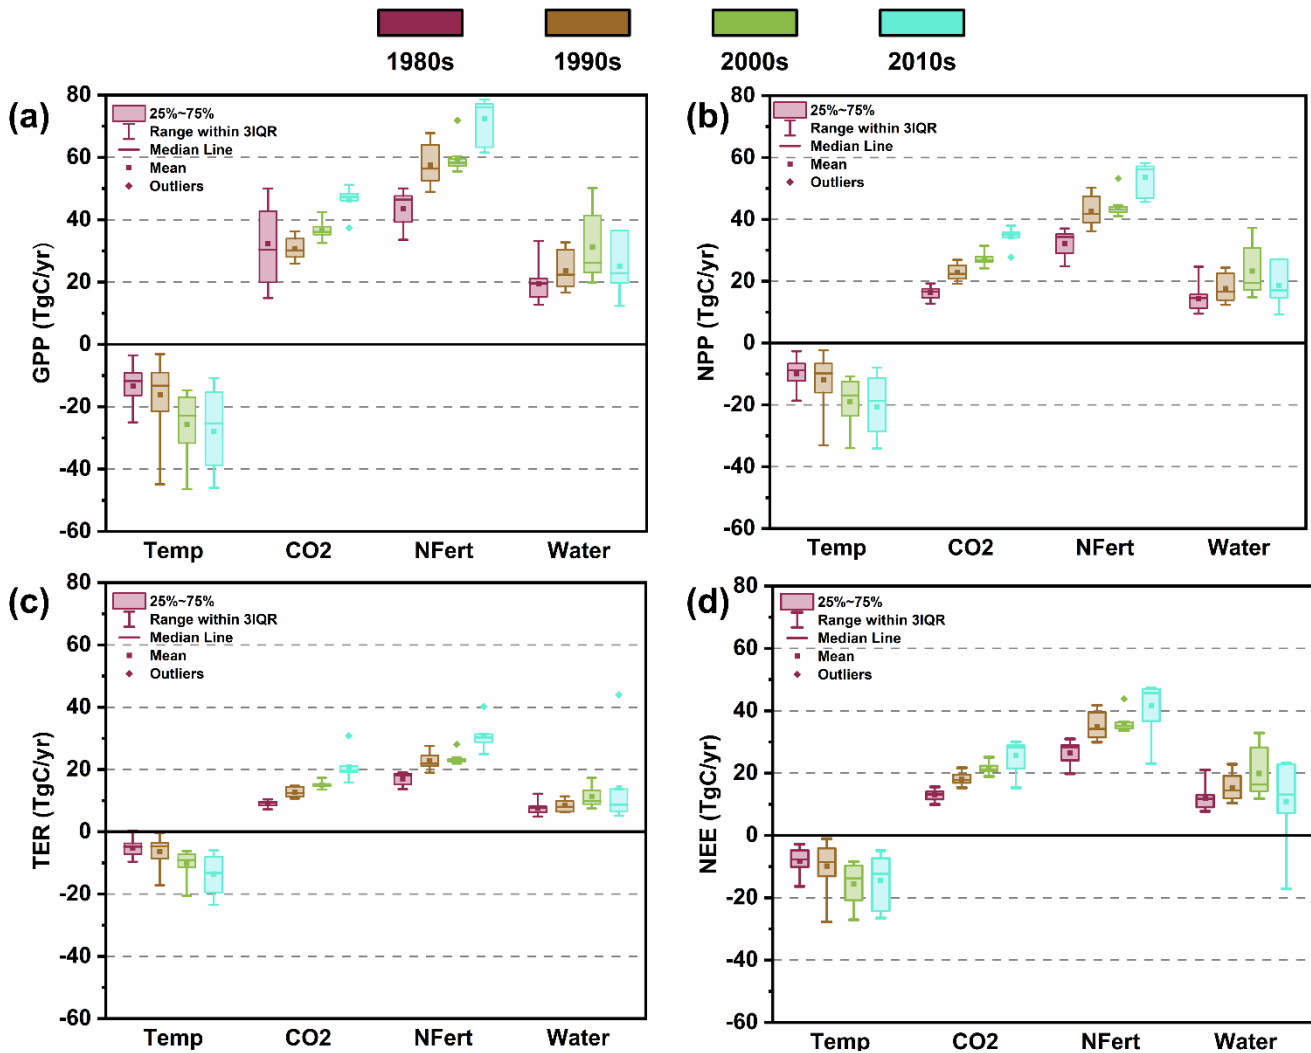 1980s 1990s 2000s 2010s
(a)
GPP (TgC/yr)
80
60
40
20
0
-20
-40
-60
25%~75%
Range within 3IQR
Median Line
Mean
Outliers
Temp CO2 NFert Water
(b)
NPP (TgC/yr)
80
60
40
20
0
-20
-40
-60
25%~75%
Range within 3IQR
Median Line
Mean
Outliers
Temp CO2 NFert Water
(c)
TER (TgC/yr)
80
60
40
20
0
-20
-40
-60
25%~75%
Range within 3IQR
Median Line
Mean
Outliers
Temp CO2 NFert Water
(d)
NEE (TgC/yr)
80
60
40
20
0
-20
-40
-60
25%~75%
Range within 3IQR
Median Line
Mean
Outliers
Temp CO2 NFert Water